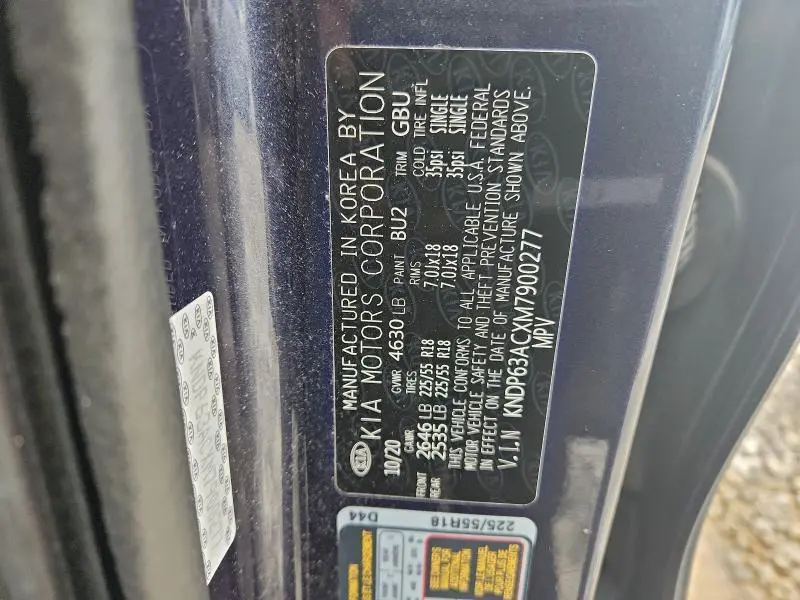 KIA MANUFACTURED IN KOREA BY
KIA MOTORS CORPORATION
10/20 GVWR 4630 LB PAINT BU2 TRIM GBU
GAWR TIRES RIMS COLD TIRE INFL
FRONT 2646 LB 225/55 R18 7.0Jx18 35psi SINGLE
REAR 2535 LB 225/55 R18 7.0Jx18 35psi SINGLE
THIS VEHICLE CONFORMS TO ALL APPLICABLE U.S.A. FEDERAL
MOTOR VEHICLE SAFETY AND THEFT PREVENTION STANDARDS
IN EFFECT ON THE DATE OF MANUFACTURE SHOWN ABOVE.
V.I.N KNDP63ACXM7900277
MPV
D44
225/55R18